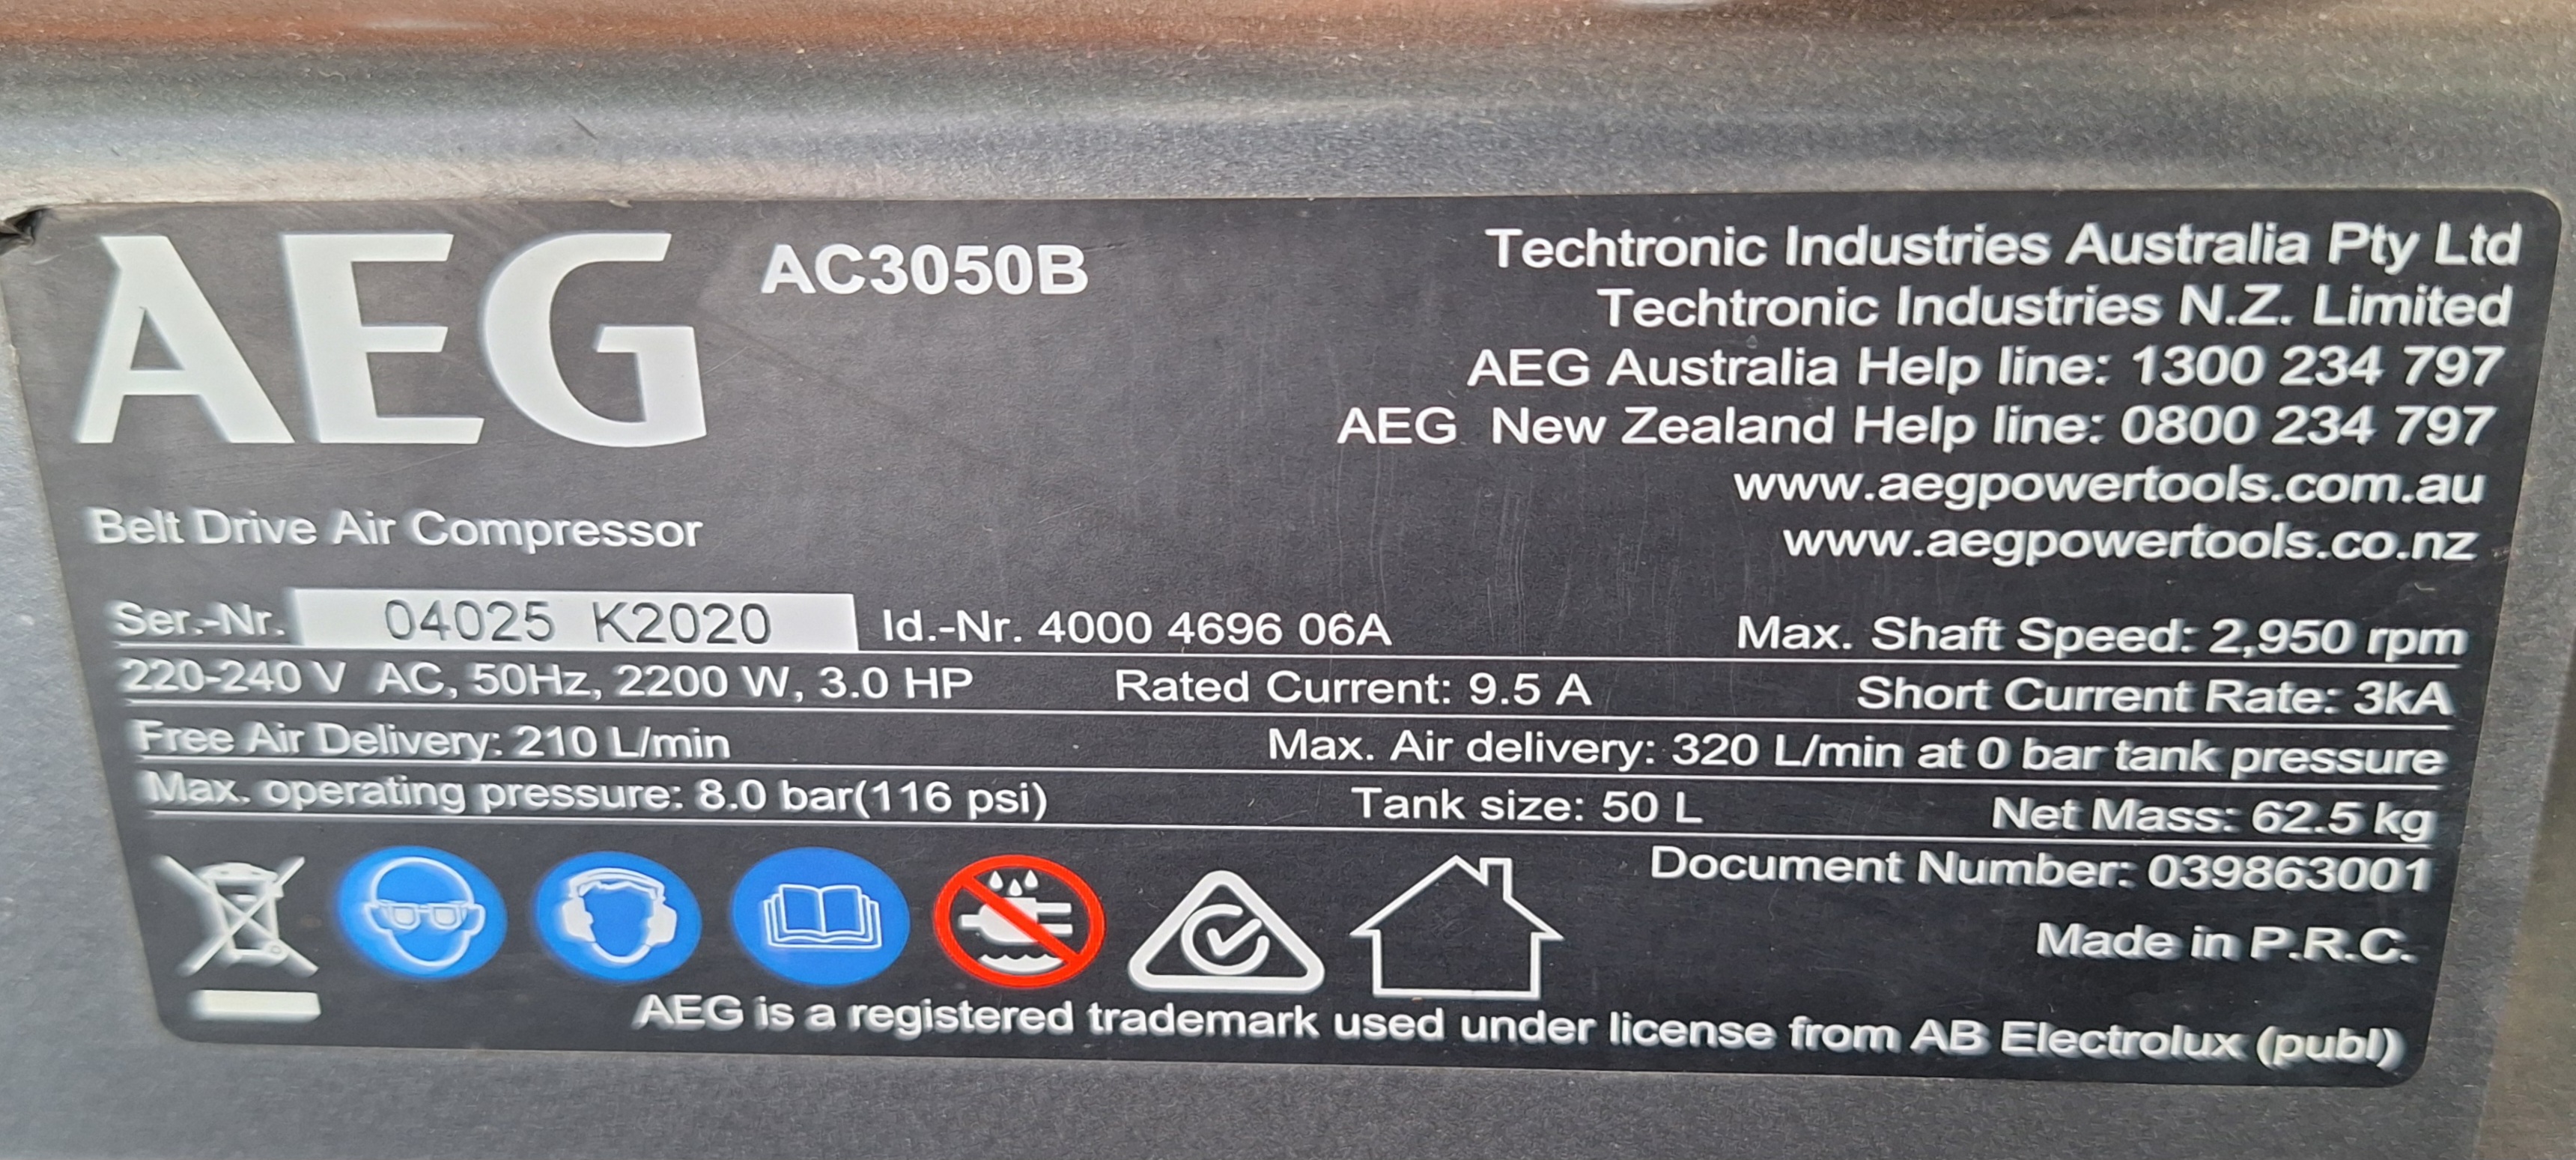 AEG AC3050B
Techtronic Industries Australia Pty Ltd
Techtronic Industries N.Z. Limited
AEG Australia Help line: 1300 234 797
AEG New Zealand Help line: 0800 234 797
www.aegpowertools.com.au
www.aegpowertools.co.nz
Belt Drive Air Compressor
Ser.-Nr. 04025 K2020 Id.-Nr. 4000 4696 06A Max. Shaft Speed: 2,950 rpm
220-240 V AC, 50Hz, 2200 W, 3.0 HP Rated Current: 9.5 A Short Current Rate: 3kA
Free Air Delivery: 210 L/min Max. Air delivery: 320 L/min at 0 bar tank pressure
Max. operating pressure: 8.0 bar(116 psi) Tank size: 50 L Net Mass: 62.5 kg
Document Number: 039863001
Made in P.R.C.
AEG is a registered trademark used under license from AB Electrolux (publ)